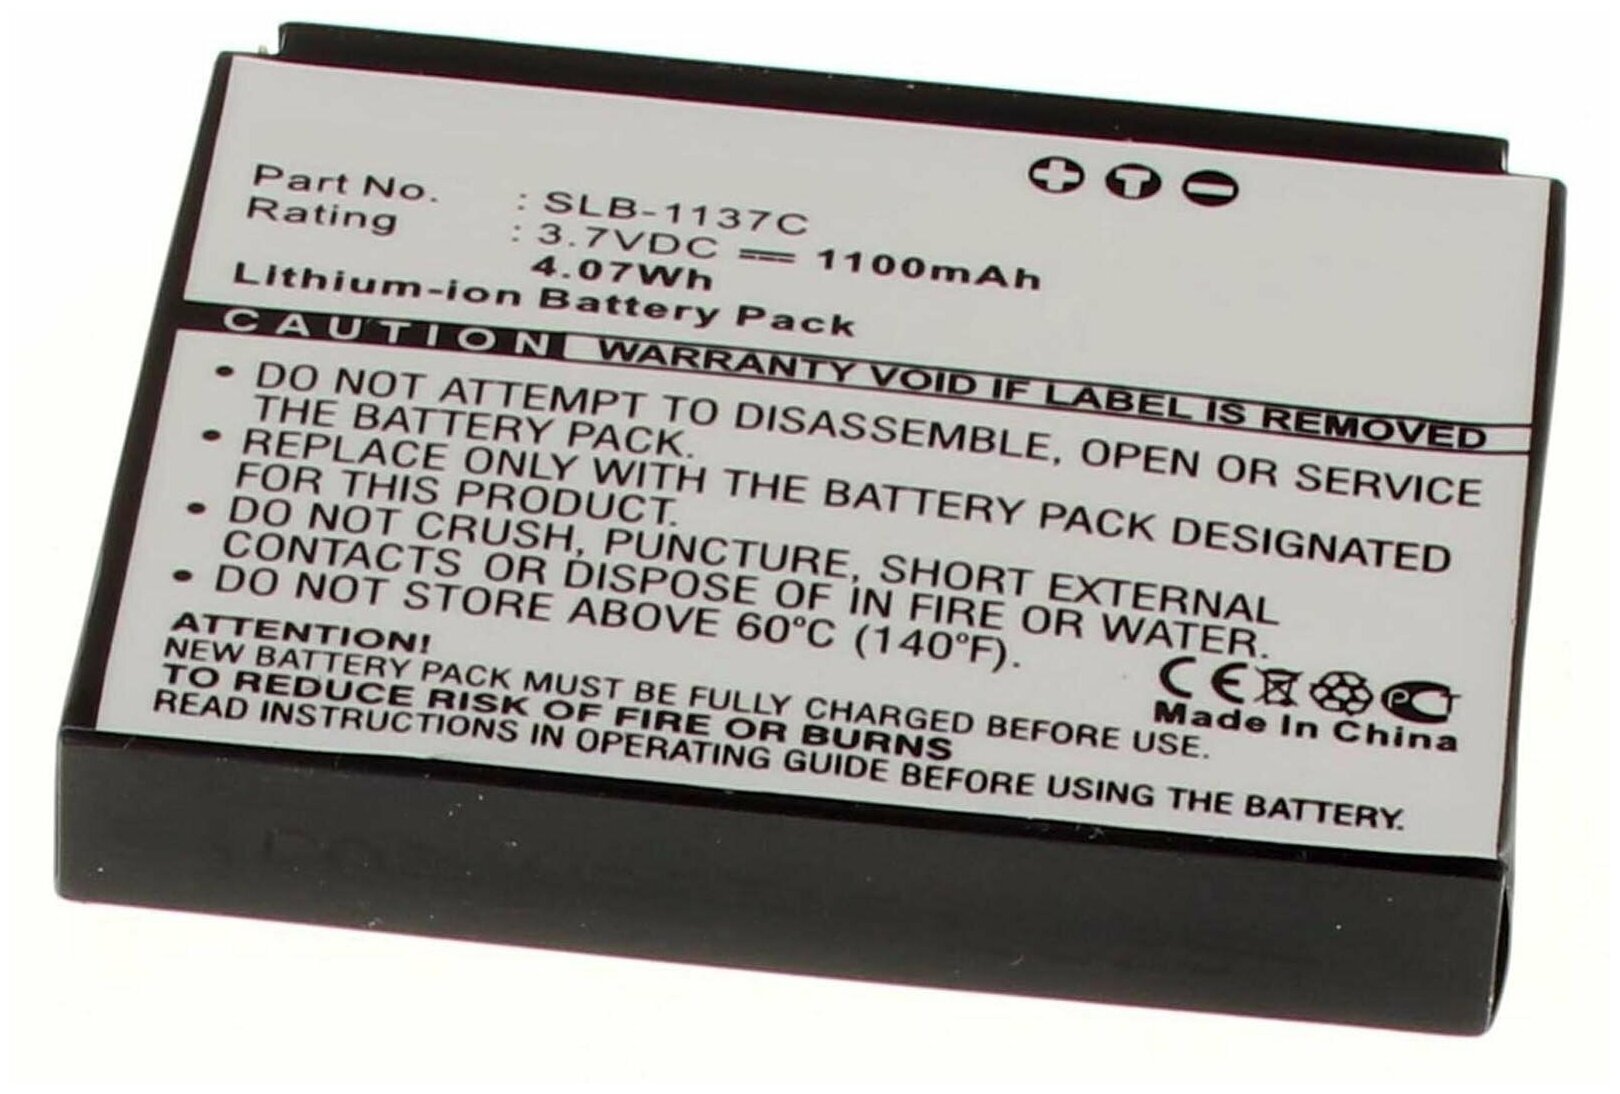 Part No. : SLB-1137C
Rating : 3.7VDC 1100mAh
4.07Wh
Lithium-ion Battery Pack
CAUTION WARRANTY VOID IF LABEL IS REMOVED
• DO NOT ATTEMPT TO DISASSEMBLE, OPEN OR SERVICE
THE BATTERY PACK.
• REPLACE ONLY WITH THE BATTERY PACK DESIGNATED
FOR THIS PRODUCT.
• DO NOT CRUSH, PUNCTURE, SHORT EXTERNAL
CONTACTS OR DISPOSE OF IN FIRE OR WATER.
• DO NOT STORE ABOVE 60°C (140°F).
ATTENTION!
NEW BATTERY PACK MUST BE FULLY CHARGED BEFORE USE.
TO REDUCE RISK OF FIRE OR BURNS
READ INSTRUCTIONS IN OPERATING GUIDE BEFORE USING THE BATTERY.
CE PCT
Made In China